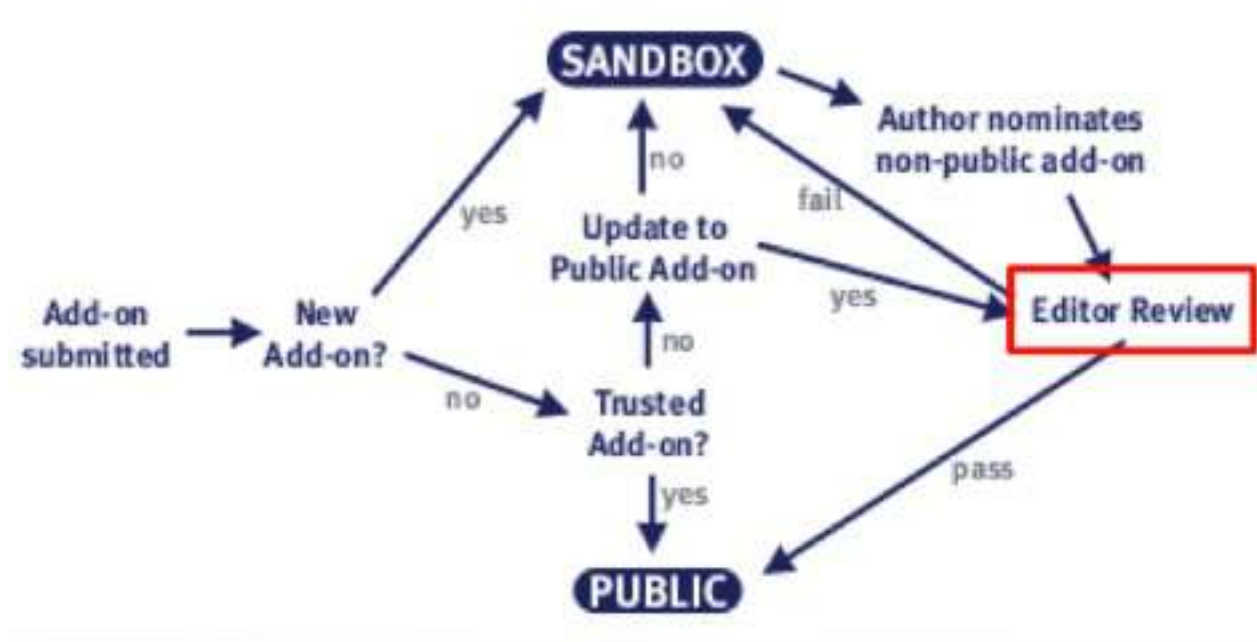 SANDBOX
Author nominates
non-public add-on
no
fail
yes
Update to
Public Add-on
yes
Add-on
submitted
New
Add-on?
Editor Review
no
no
Trusted
Add-on?
pass
yes
PUBLIC